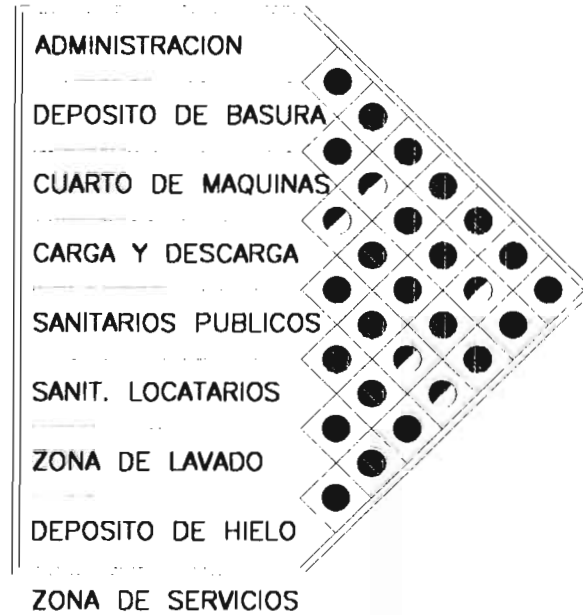 ADMINISTRACION
DEPOSITO DE BASURA
CUARTO DE MAQUINAS
CARGA Y DESCARGA
SANITARIOS PUBLICOS
SANIT. LOCATARIOS
ZONA DE LAVADO
DEPOSITO DE HIELO
ZONA DE SERVICIOS